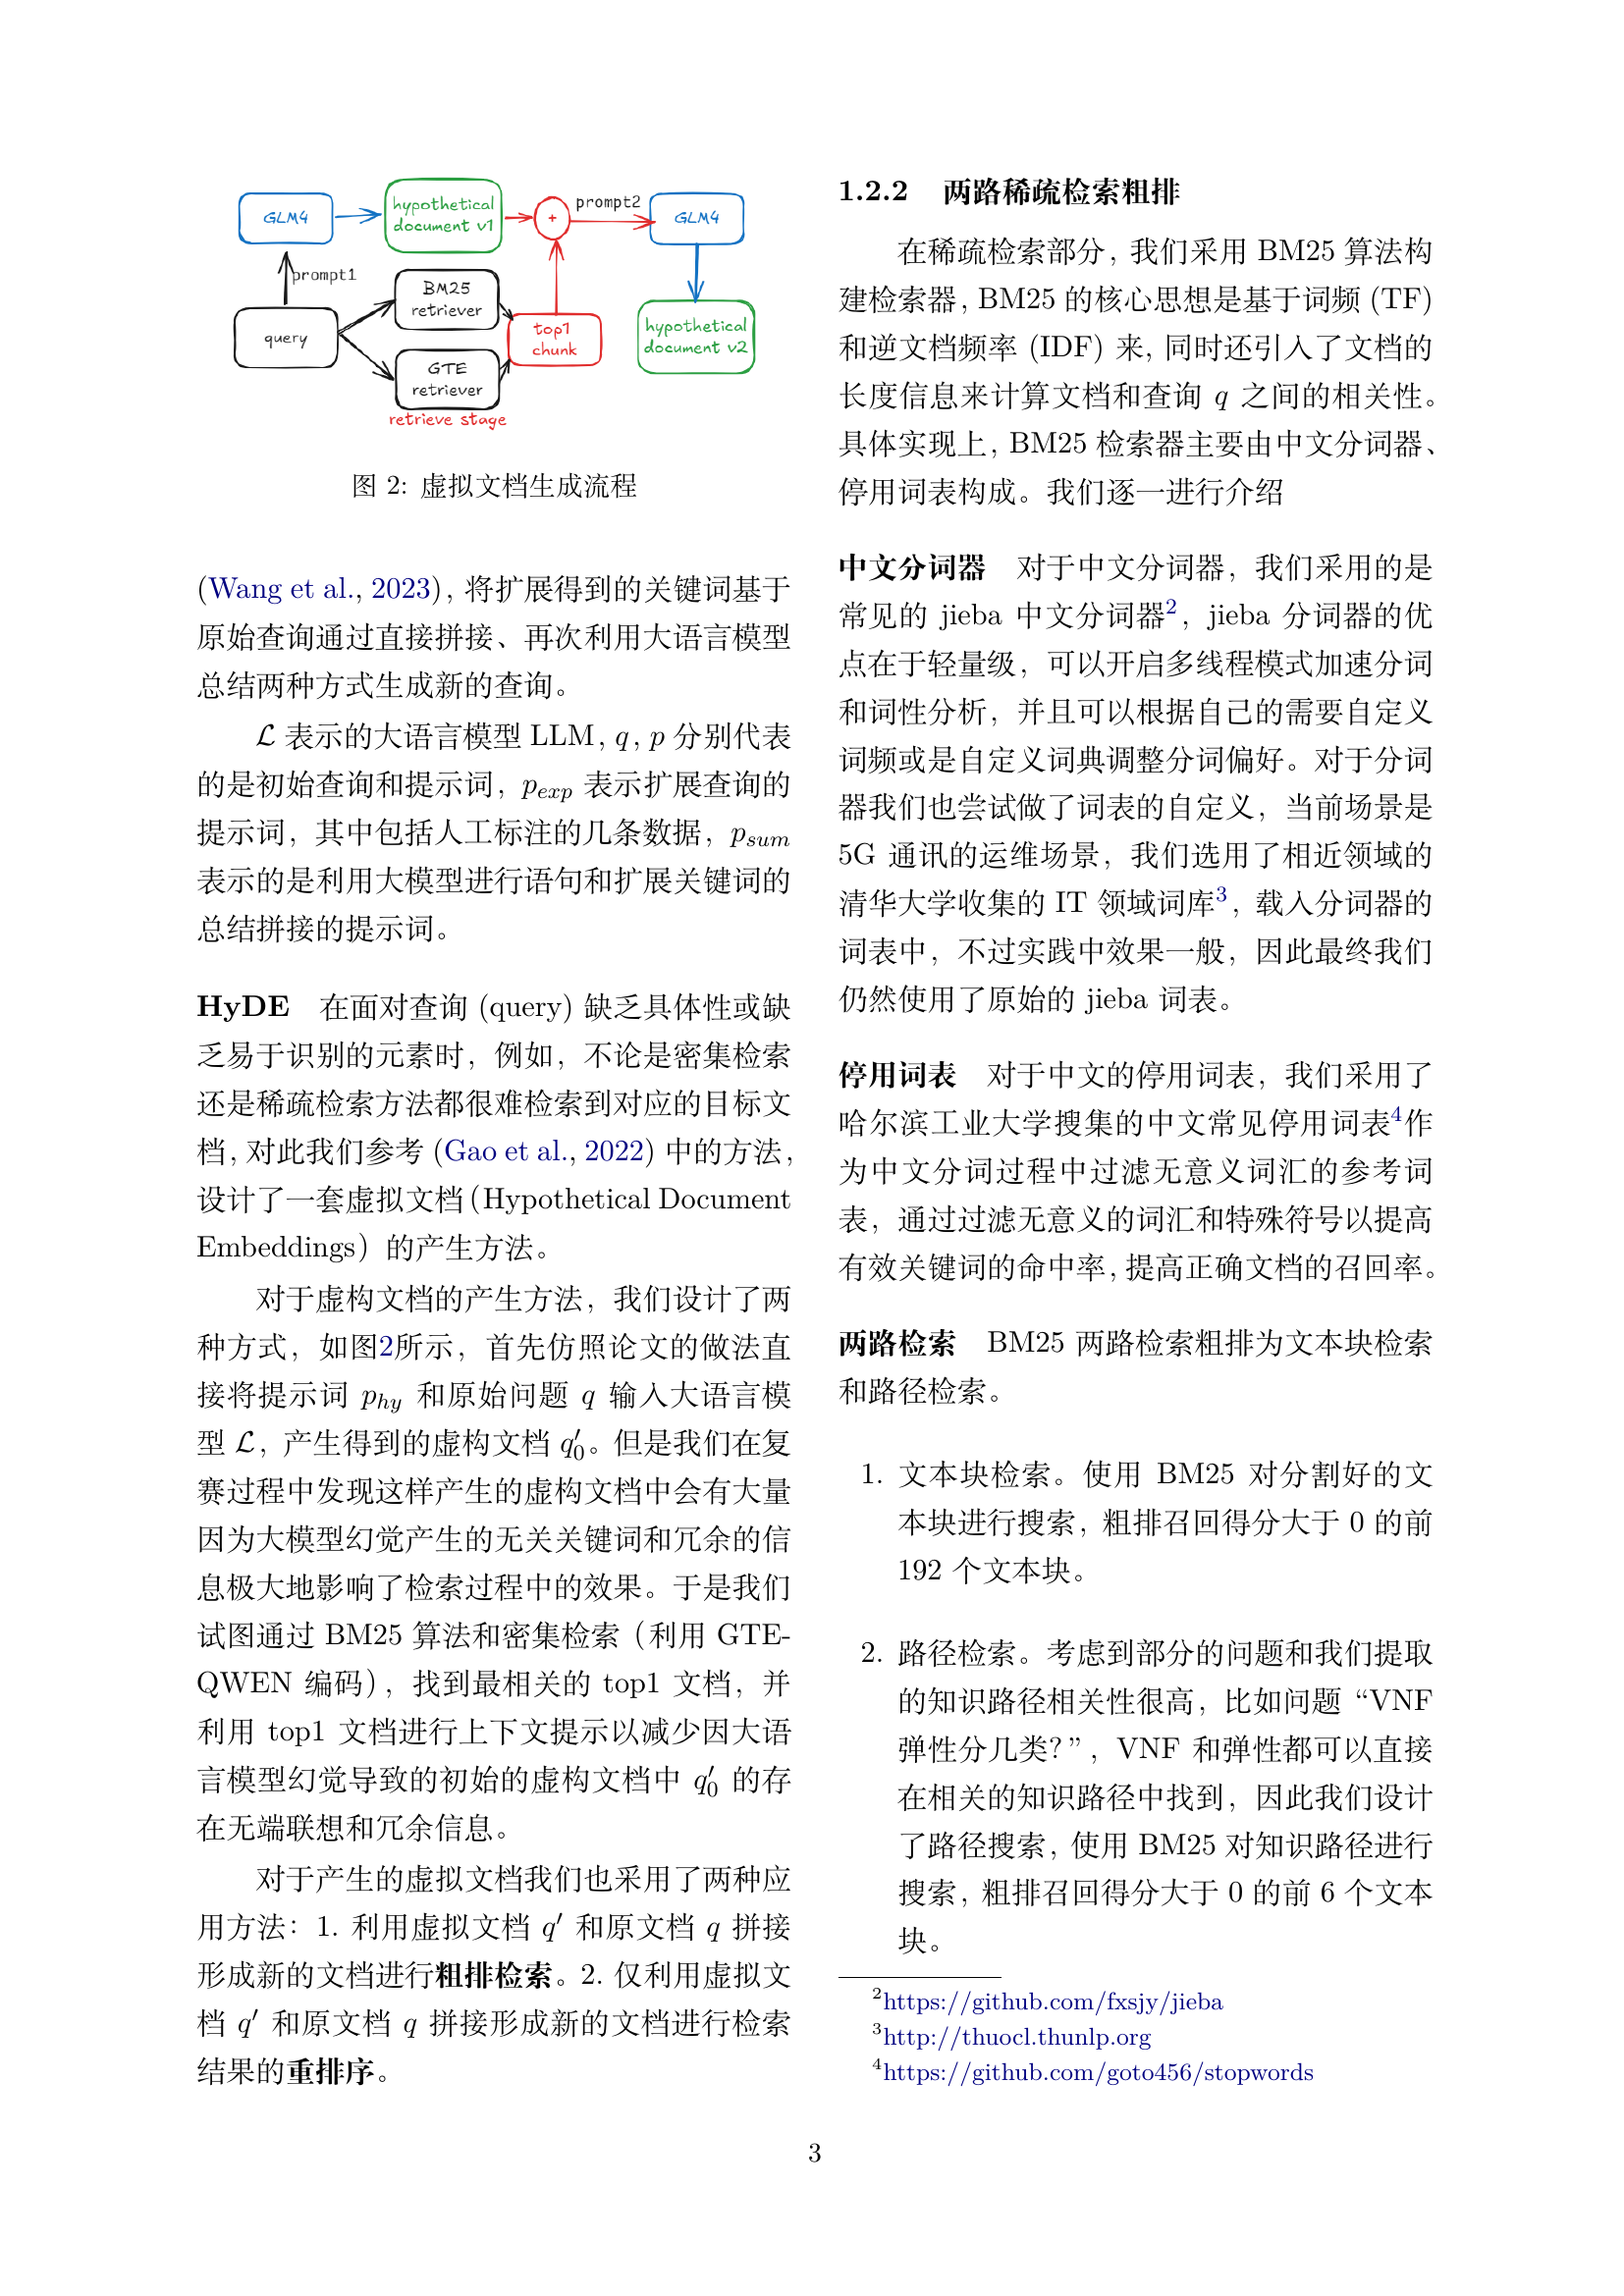 GLM4
hypothetical
document v1
+
prompt2
GLM4
prompt1
BM25
retriever
query
top1
chunk
hypothetical
document v2
GTE
retriever
retrieve stage
图 2: 虚拟文档生成流程
(Wang et al., 2023)，将扩展得到的关键词基于
原始查询通过直接拼接、再次利用大语言模型
总结两种方式生成新的查询。
ℒ 表示的大语言模型 LLM，q，p 分别代表
的是初始查询和提示词，p_exp 表示扩展查询的
提示词，其中包括人工标注的几条数据，p_sum
表示的是利用大模型进行语句和扩展关键词的
总结拼接的提示词。
HyDE 在面对查询 (query) 缺乏具体性或缺
乏易于识别的元素时，例如，不论是密集检索
还是稀疏检索方法都很难检索到对应的目标文
档，对此我们参考 (Gao et al., 2022) 中的方法，
设计了一套虚拟文档（Hypothetical Document
Embeddings）的产生方法。
对于虚构文档的产生方法，我们设计了两
种方式，如图2所示，首先仿照论文的做法直
接将提示词 p_hy 和原始问题 q 输入大语言模
型 ℒ，产生得到的虚构文档 q′₀。但是我们在复
赛过程中发现这样产生的虚构文档中会有大量
因为大模型幻觉产生的无关关键词和冗余的信
息极大地影响了检索过程中的效果。于是我们
试图通过 BM25 算法和密集检索（利用 GTE-
QWEN 编码），找到最相关的 top1 文档，并
利用 top1 文档进行上下文提示以减少因大语
言模型幻觉导致的初始的虚构文档中 q′₀ 的存
在无端联想和冗余信息。
对于产生的虚拟文档我们也采用了两种应
用方法：1. 利用虚拟文档 q′ 和原文档 q 拼接
形成新的文档进行粗排检索。2. 仅利用虚拟文
档 q′ 和原文档 q 拼接形成新的文档进行检索
结果的重排序。
1.2.2 两路稀疏检索粗排
在稀疏检索部分，我们采用 BM25 算法构
建检索器，BM25 的核心思想是基于词频 (TF)
和逆文档频率 (IDF) 来，同时还引入了文档的
长度信息来计算文档和查询 q 之间的相关性。
具体实现上，BM25 检索器主要由中文分词器、
停用词表构成。我们逐一进行介绍
中文分词器 对于中文分词器，我们采用的是
常见的 jieba 中文分词器2，jieba 分词器的优
点在于轻量级，可以开启多线程模式加速分词
和词性分析，并且可以根据自己的需要自定义
词频或是自定义词典调整分词偏好。对于分词
器我们也尝试做了词表的自定义，当前场景是
5G 通讯的运维场景，我们选用了相近领域的
清华大学收集的 IT 领域词库3，载入分词器的
词表中，不过实践中效果一般，因此最终我们
仍然使用了原始的 jieba 词表。
停用词表 对于中文的停用词表，我们采用了
哈尔滨工业大学搜集的中文常见停用词表4作
为中文分词过程中过滤无意义词汇的参考词
表，通过过滤无意义的词汇和特殊符号以提高
有效关键词的命中率，提高正确文档的召回率。
两路检索 BM25 两路检索粗排为文本块检索
和路径检索。
1. 文本块检索。使用 BM25 对分割好的文
本块进行搜索，粗排召回得分大于 0 的前
192 个文本块。
2. 路径检索。考虑到部分的问题和我们提取
的知识路径相关性很高，比如问题 “VNF
弹性分几类？”，VNF 和弹性都可以直接
在相关的知识路径中找到，因此我们设计
了路径搜索，使用 BM25 对知识路径进行
搜索，粗排召回得分大于 0 的前 6 个文本
块。
2https://github.com/fxsjy/jieba
3http://thuocl.thunlp.org
4https://github.com/goto456/stopwords
3